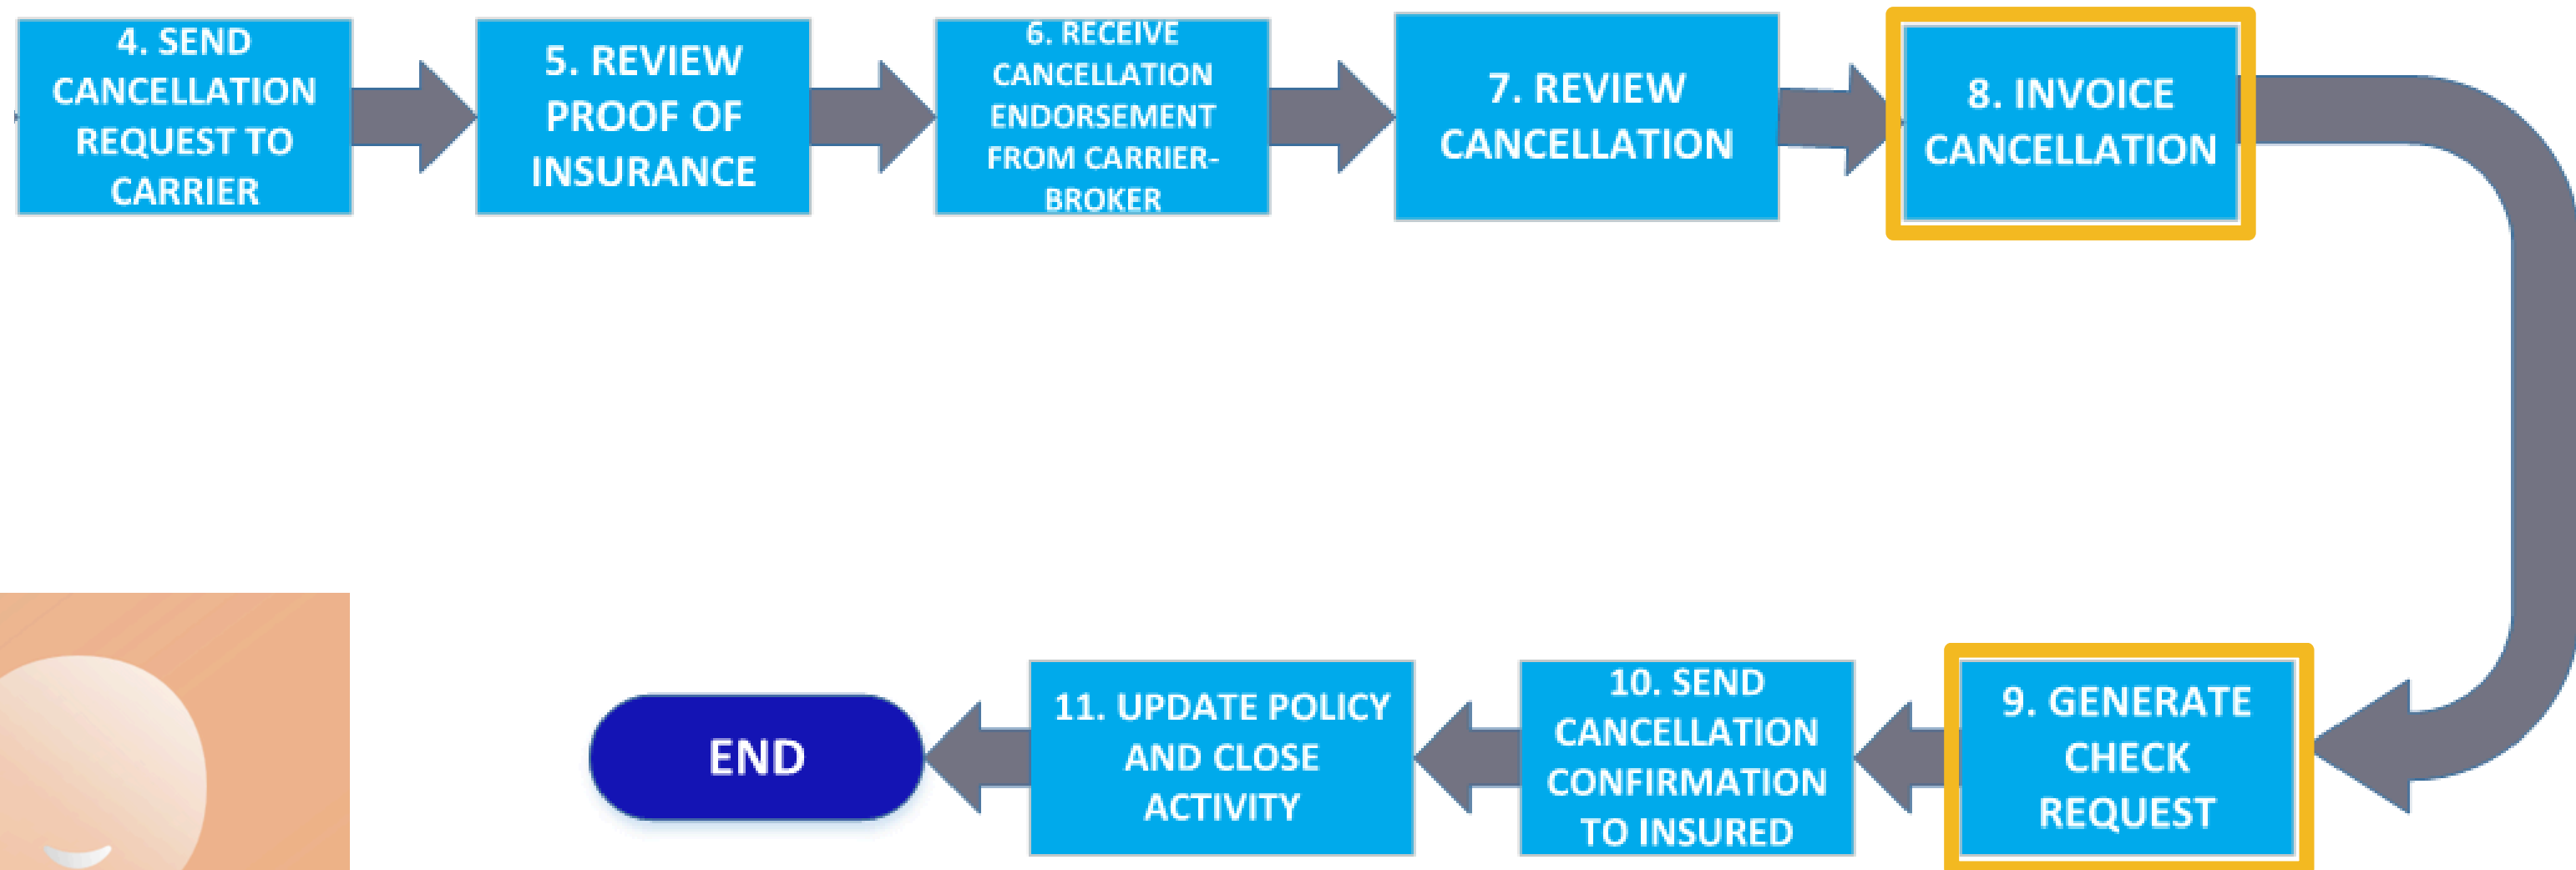 4. SEND
CANCELLATION
REQUEST TO
CARRIER
5. REVIEW
PROOF OF
INSURANCE
6. RECEIVE
CANCELLATION
ENDORSEMENT
FROM CARRIER-
BROKER
7. REVIEW
CANCELLATION
8. INVOICE
CANCELLATION
9. GENERATE
CHECK
REQUEST
10. SEND
CANCELLATION
CONFIRMATION
TO INSURED
11. UPDATE POLICY
AND CLOSE
ACTIVITY
END